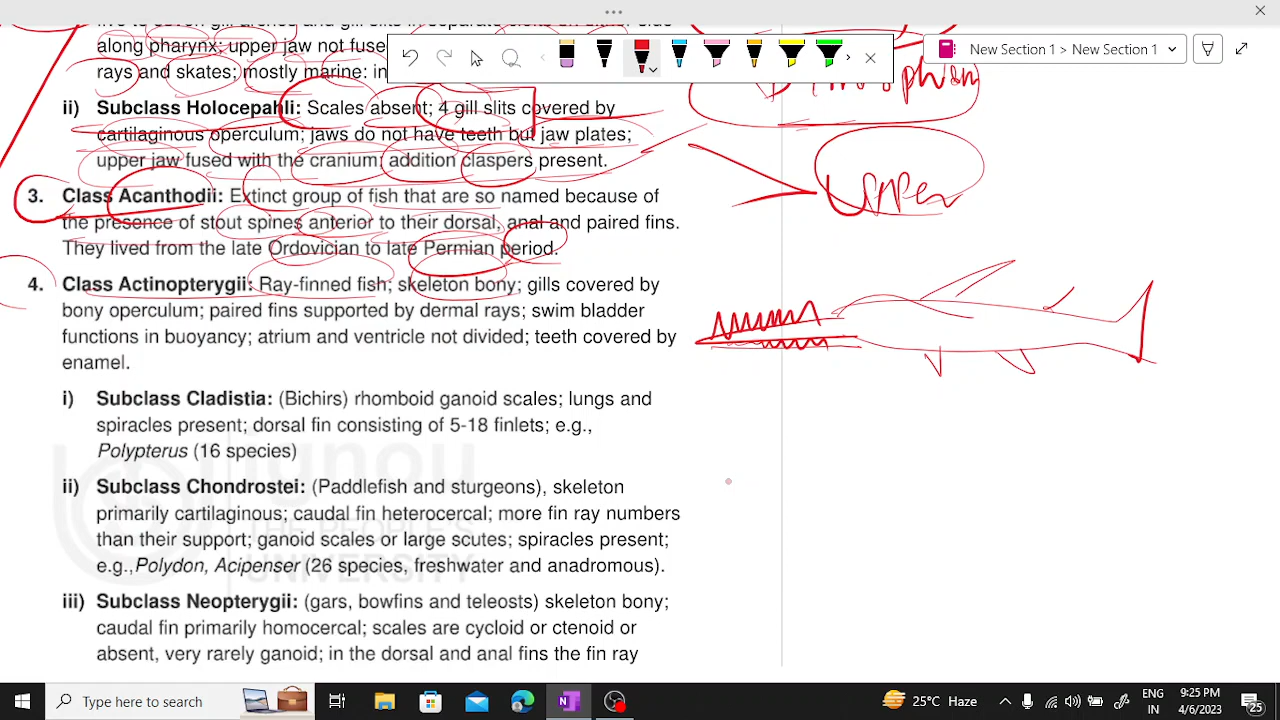 New Section 1 > New Section 1
along pharynx; upper jaw not fuse
rays and skates; mostly marine: in
ii) Subclass Holocepahli: Scales absent; 4 gill slits covered by
cartilaginous operculum; jaws do not have teeth but jaw plates;
upper jaw fused with the cranium; addition claspers present.
Upper
3. Class Acanthodii: Extinct group of fish that are so named because of
the presence of stout spines anterior to their dorsal, anal and paired fins.
They lived from the late Ordovician to late Permian period.
4. Class Actinopterygii: Ray-finned fish; skeleton bony; gills covered by
bony operculum; paired fins supported by dermal rays; swim bladder
functions in buoyancy; atrium and ventricle not divided; teeth covered by
enamel.
i) Subclass Cladistia: (Bichirs) rhomboid ganoid scales; lungs and
spiracles present; dorsal fin consisting of 5-18 finlets; e.g.,
Polypterus (16 species)
ii) Subclass Chondrostei: (Paddlefish and sturgeons), skeleton
primarily cartilaginous; caudal fin heterocercal; more fin ray numbers
than their support; ganoid scales or large scutes; spiracles present;
e.g.,Polydon, Acipenser (26 species, freshwater and anadromous).
iii) Subclass Neopterygii: (gars, bowfins and teleosts) skeleton bony;
caudal fin primarily homocercal; scales are cycloid or ctenoid or
absent, very rarely ganoid; in the dorsal and anal fins the fin ray
ignou
THE PEOPLE'S
UNIVERSITY
Type here to search
25°C Haze
ENG
IN
9:25 PM
4/6/2023
25